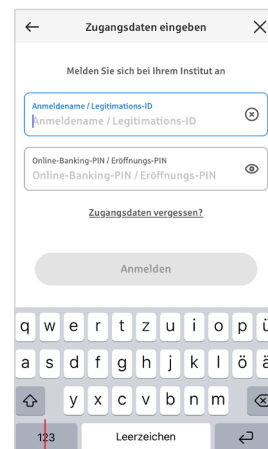 Zugangsdaten eingeben
Melden Sie sich bei Ihrem Institut an
Anmeldename / Legitimations-ID
Anmeldename / Legitimations-ID
Online-Banking-PIN / Eröffnungs-PIN
Online-Banking-PIN / Eröffnungs-PIN
Zugangsdaten vergessen?
Anmelden
q w e r t z u i o p ü
a s d f g h j k l ö ä
y x c v b n m
123 Leerzeichen